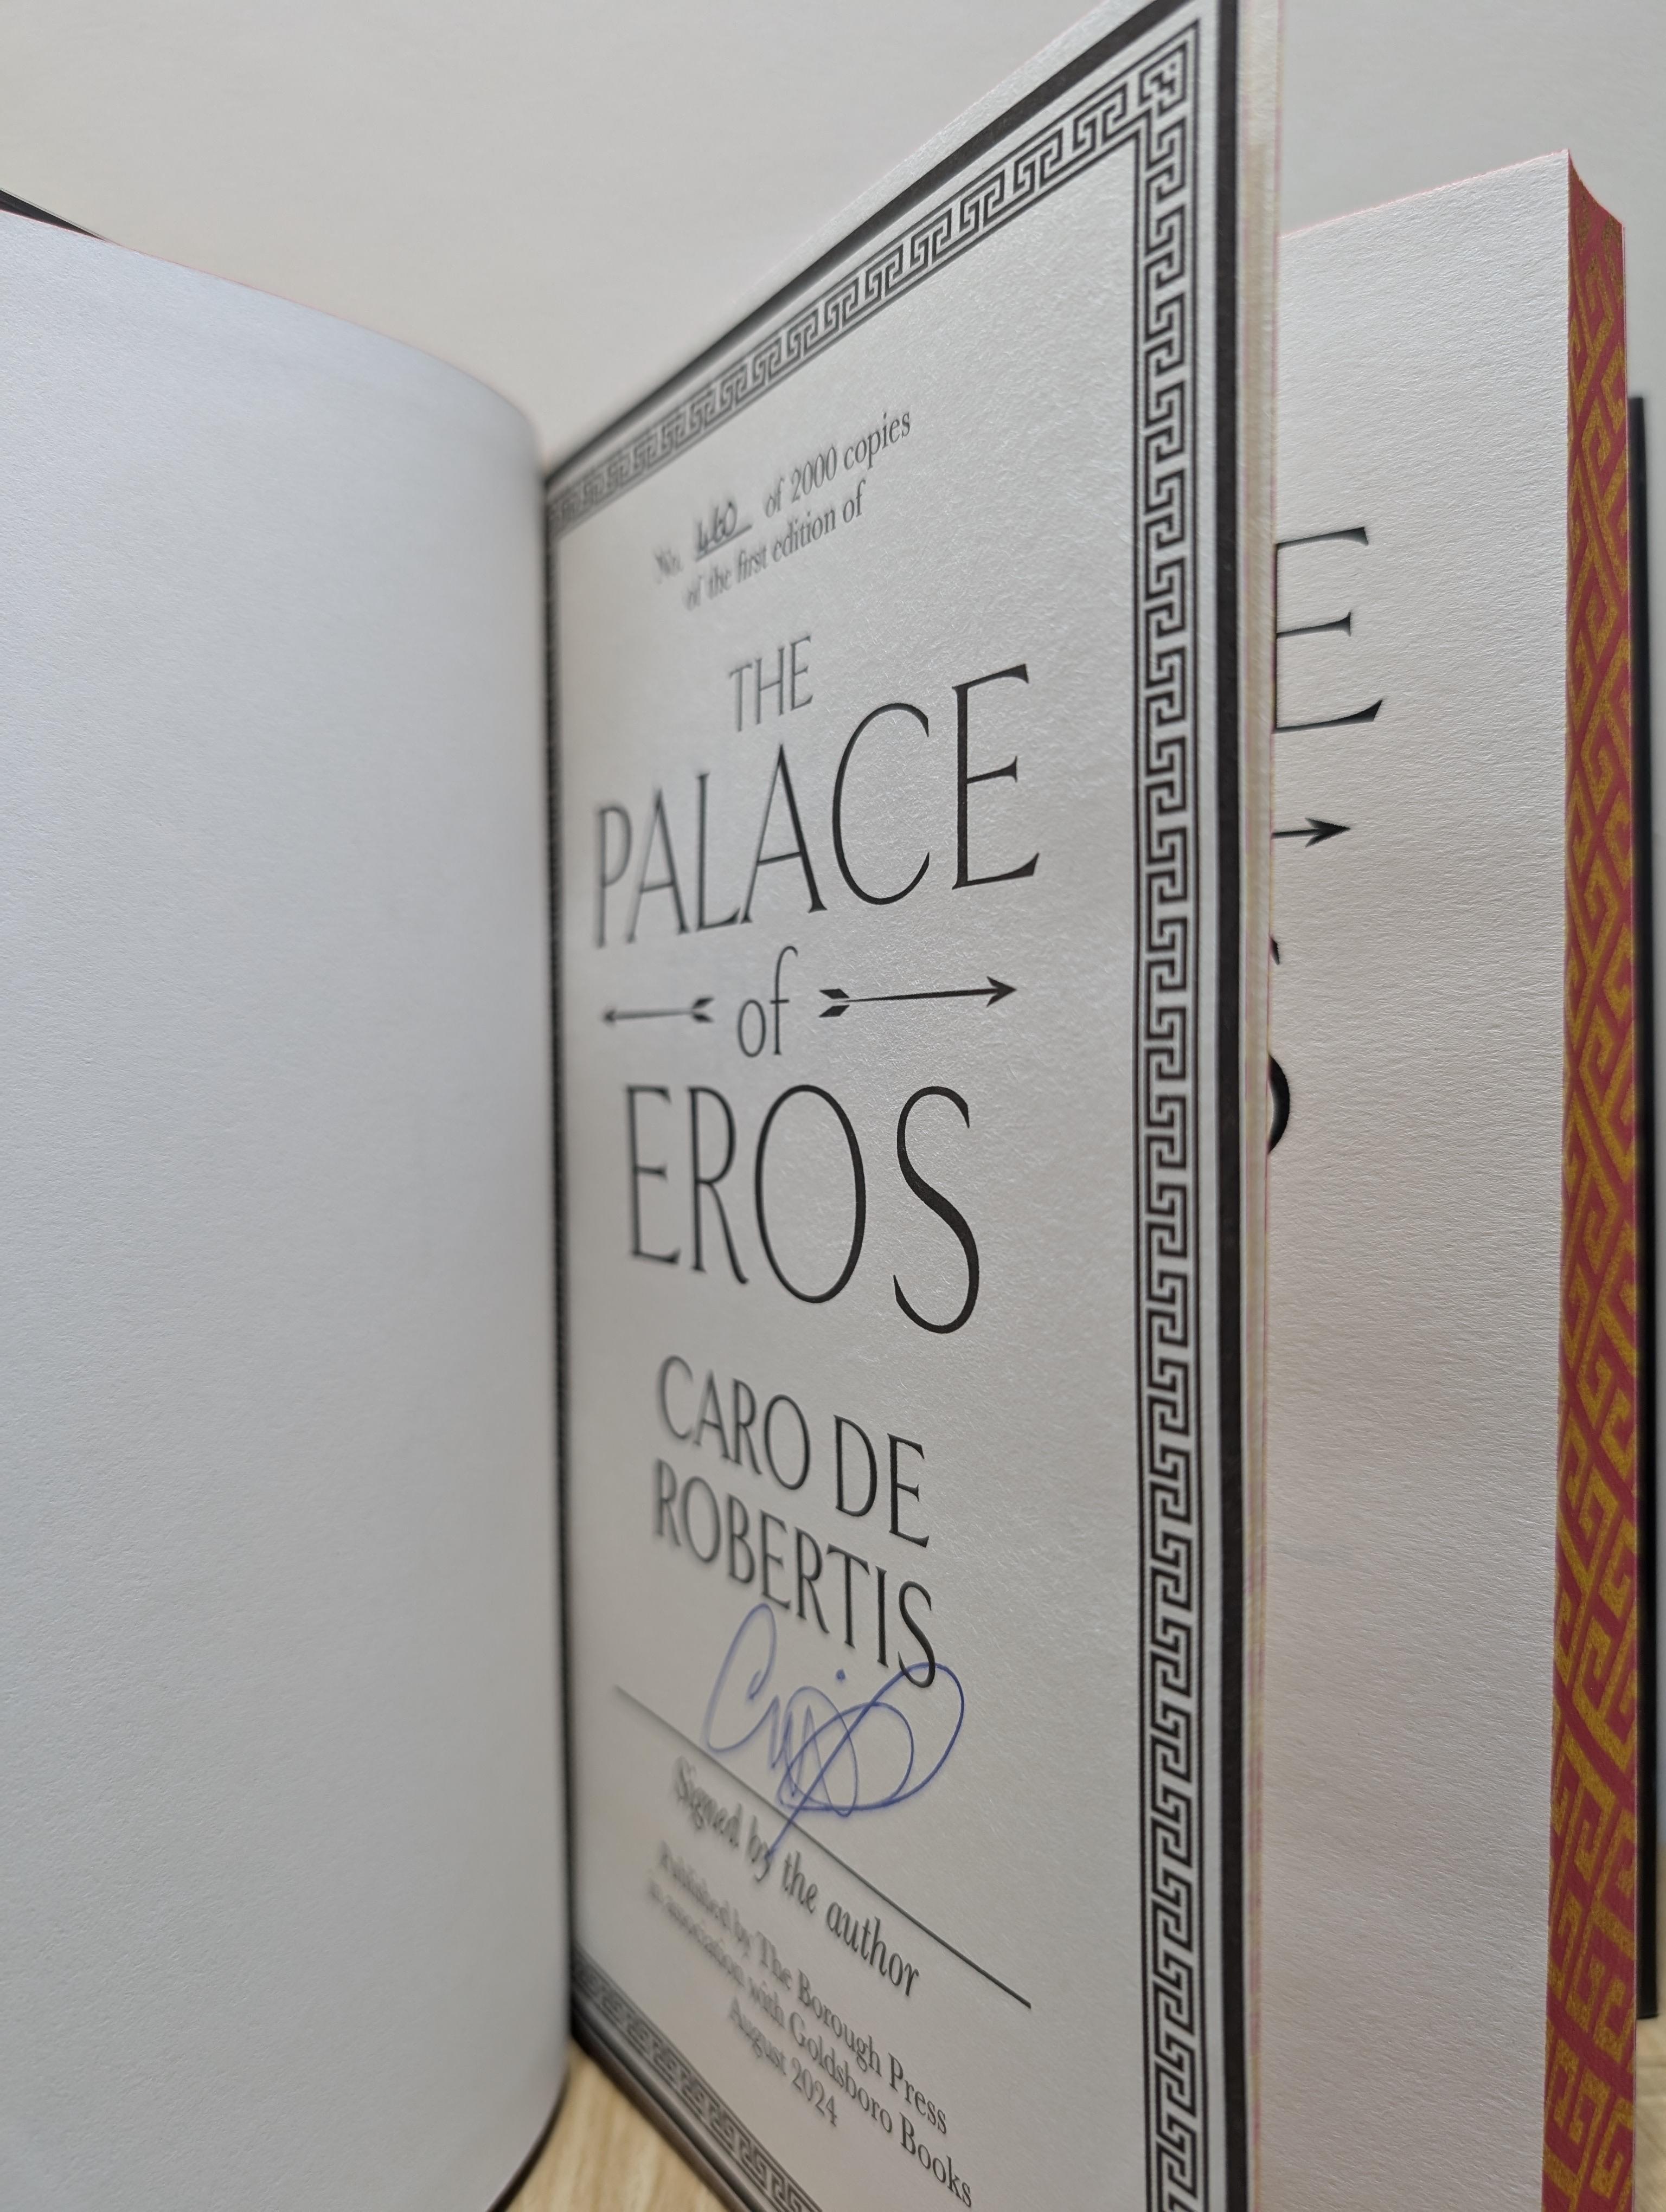 No. 460 of 2000 copies
of the first edition of
THE
PALACE
of
EROS
CARO DE
ROBERTIS
Signed by the author
Published by The Borough Press
in association with Goldsboro Books
August 2024
E